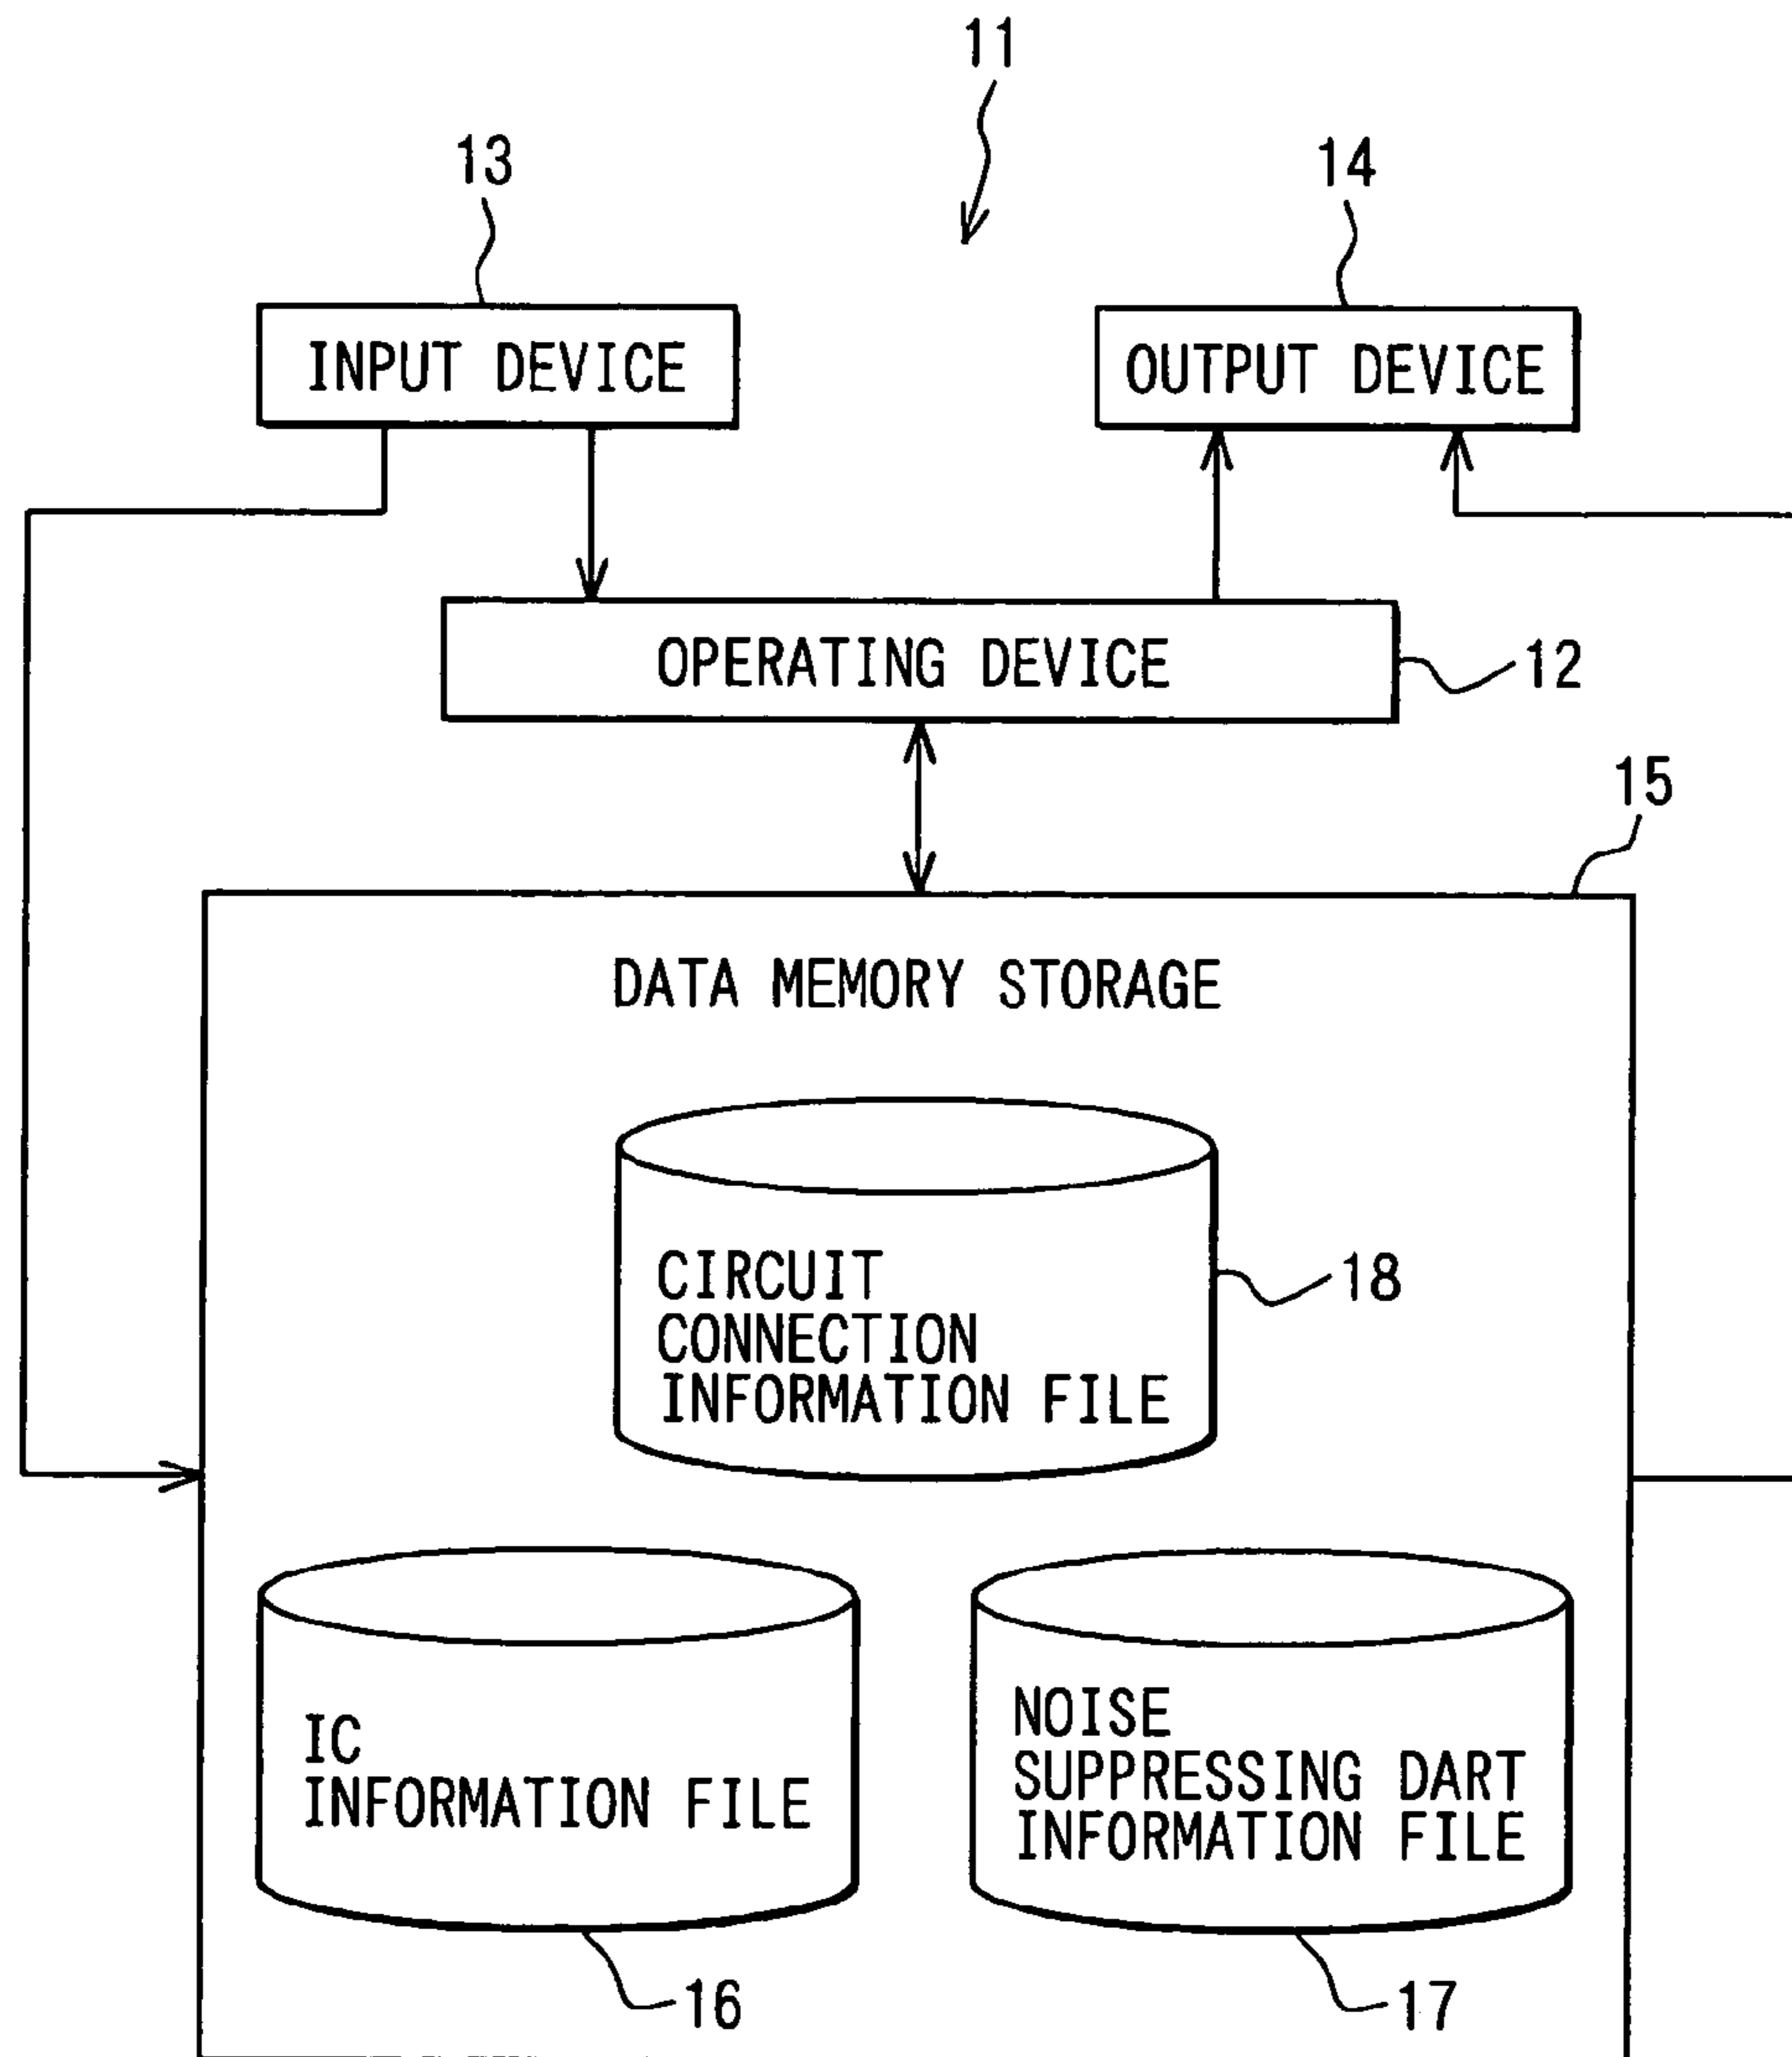 11
13
14
INPUT DEVICE
OUTPUT DEVICE
OPERATING DEVICE
12
15
DATA MEMORY STORAGE
CIRCUIT
CONNECTION
INFORMATION FILE
18
IC
INFORMATION FILE
NOISE
SUPPRESSING DART
INFORMATION FILE
16
17